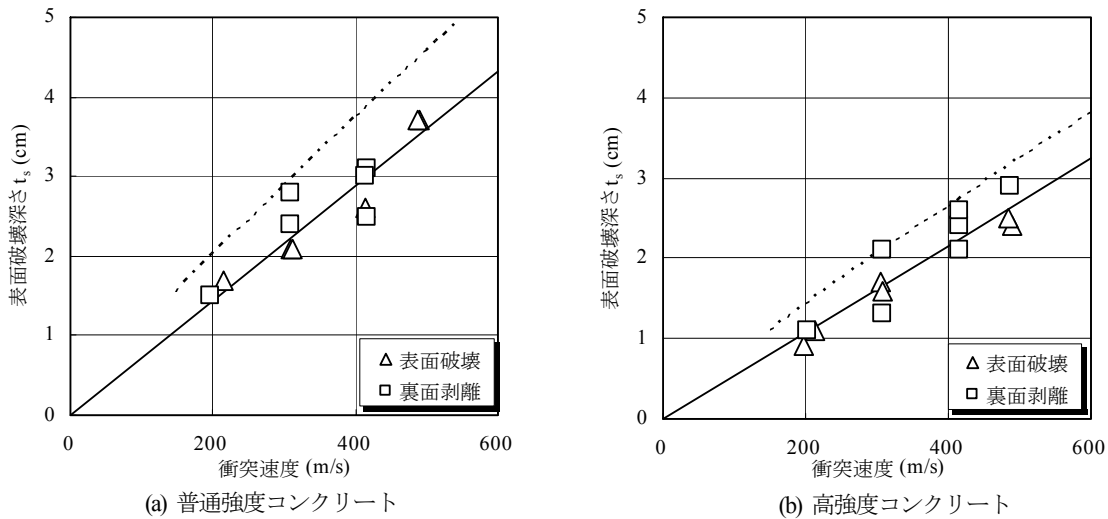 5
4
3
2
1
0
表面破壊深さ ts (cm)
0 200 400 600
衝突速度 (m/s)
△ 表面破壊
□ 裏面剥離
(a) 普通強度コンクリート
5
4
3
2
1
0
表面破壊深さ ts (cm)
0 200 400 600
衝突速度 (m/s)
△ 表面破壊
□ 裏面剥離
(b) 高強度コンクリート